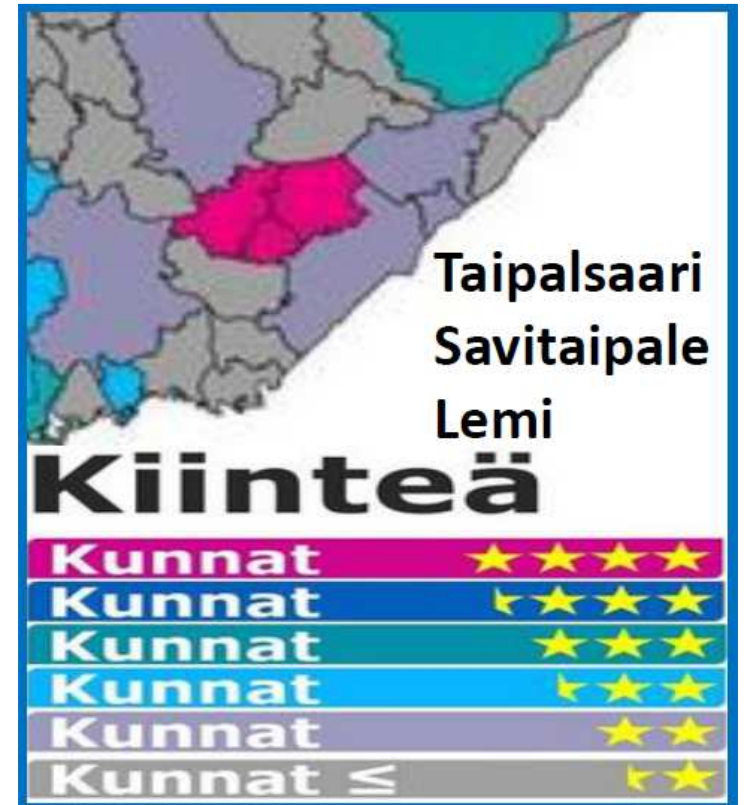 Taipalsaari
Savitaipale
Lemi
Kiinteä
Kunnat
Kunnat
Kunnat
Kunnat
Kunnat
Kunnat ≤